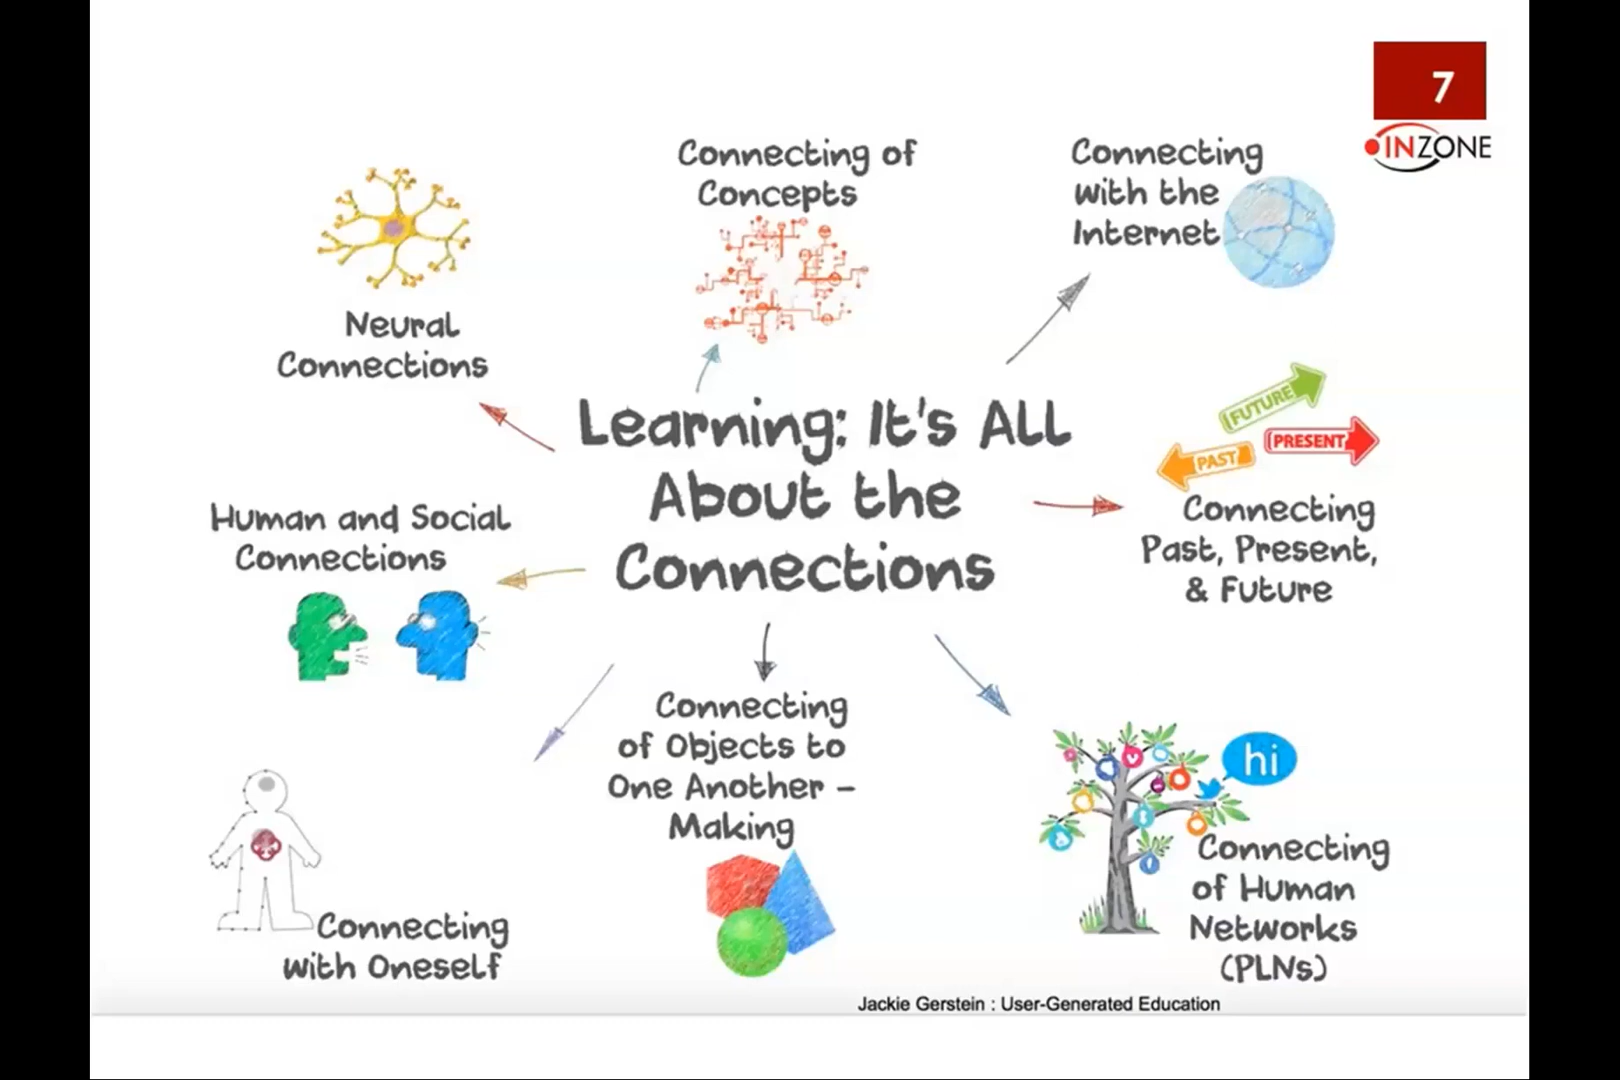 7
INZONE
Connecting of
Concepts
Connecting
with the
Internet
Neural
Connections
FUTURE
PRESENT
PAST
Learning: It's All
About the
Connections
Connecting
Past, Present,
& Future
Human and Social
Connections
Connecting
of Objects to
One Another -
Making
hi
Connecting
of Human
Networks
(PLNs)
Connecting
with Oneself
Jackie Gerstein : User-Generated Education